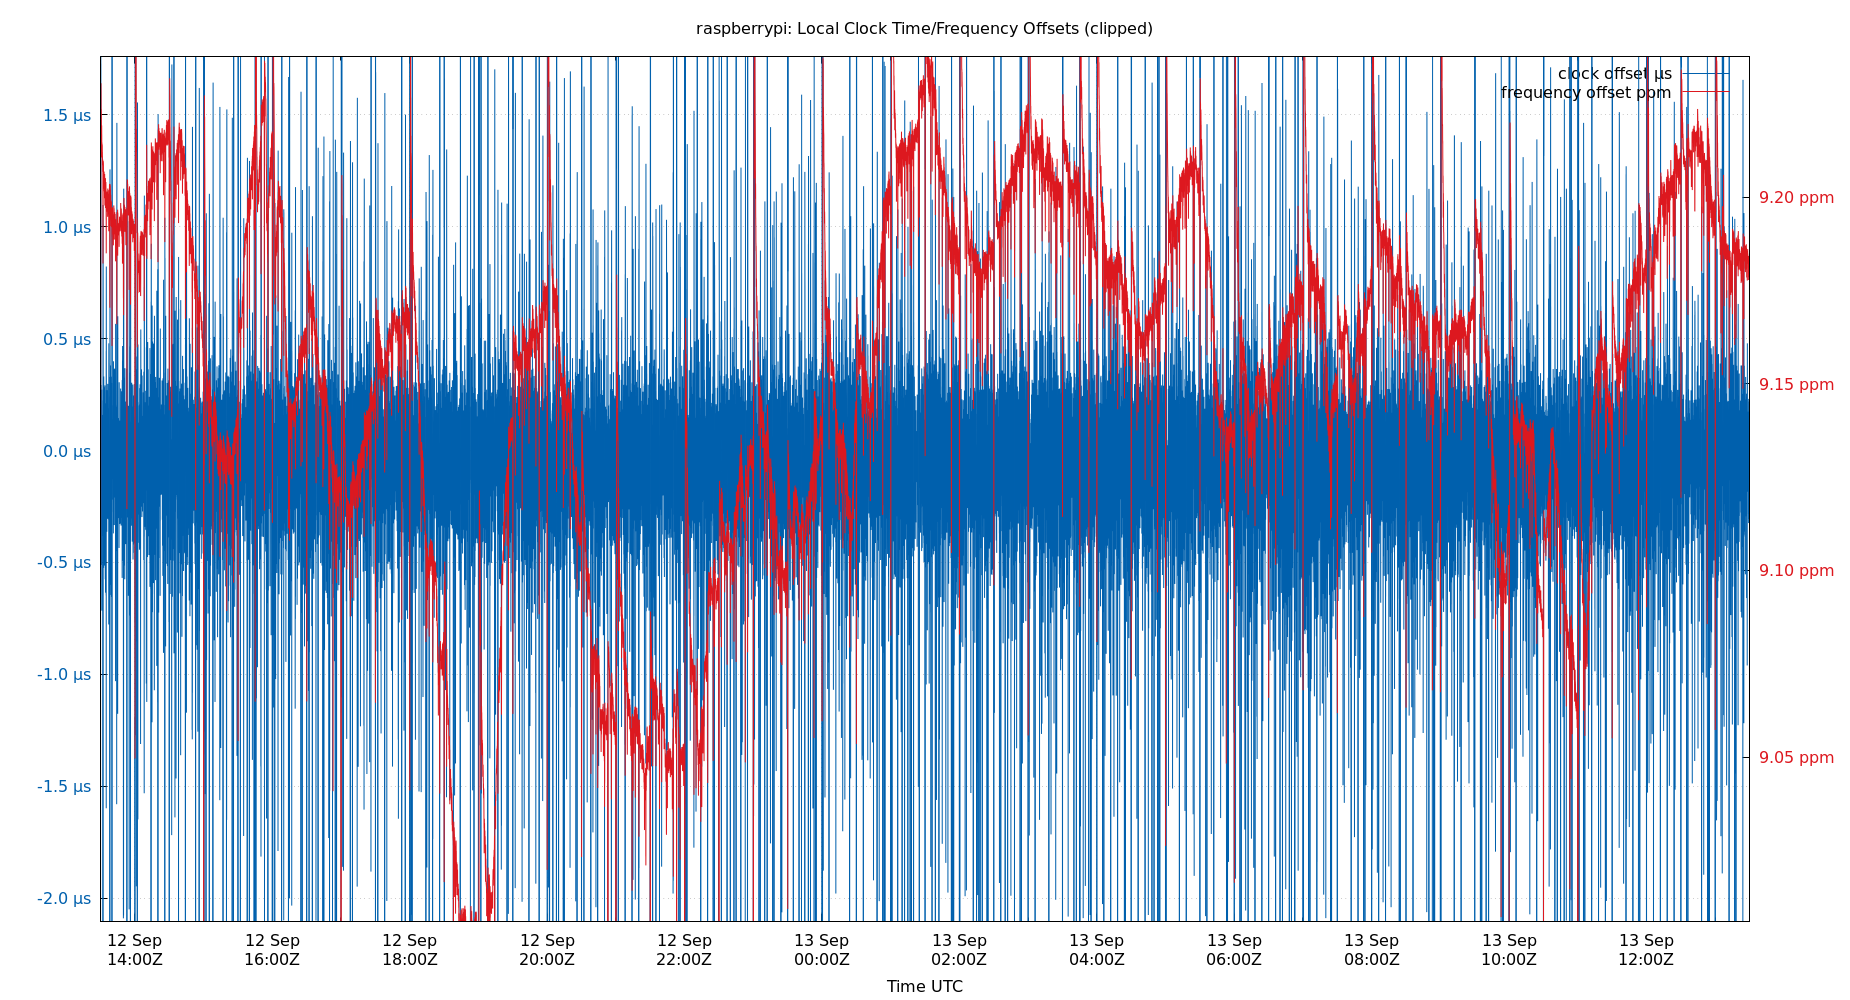 raspberrypi: Local Clock Time/Frequency Offsets (clipped)
clock offset µs
frequency offset ppm
1.5 µs
1.0 µs
0.5 µs
0.0 µs
-0.5 µs
-1.0 µs
-1.5 µs
-2.0 µs
9.20 ppm
9.15 ppm
9.10 ppm
9.05 ppm
12 Sep 12 Sep 12 Sep 12 Sep 12 Sep 13 Sep 13 Sep 13 Sep 13 Sep 13 Sep 13 Sep 13 Sep
14:00Z 16:00Z 18:00Z 20:00Z 22:00Z 00:00Z 02:00Z 04:00Z 06:00Z 08:00Z 10:00Z 12:00Z
Time UTC